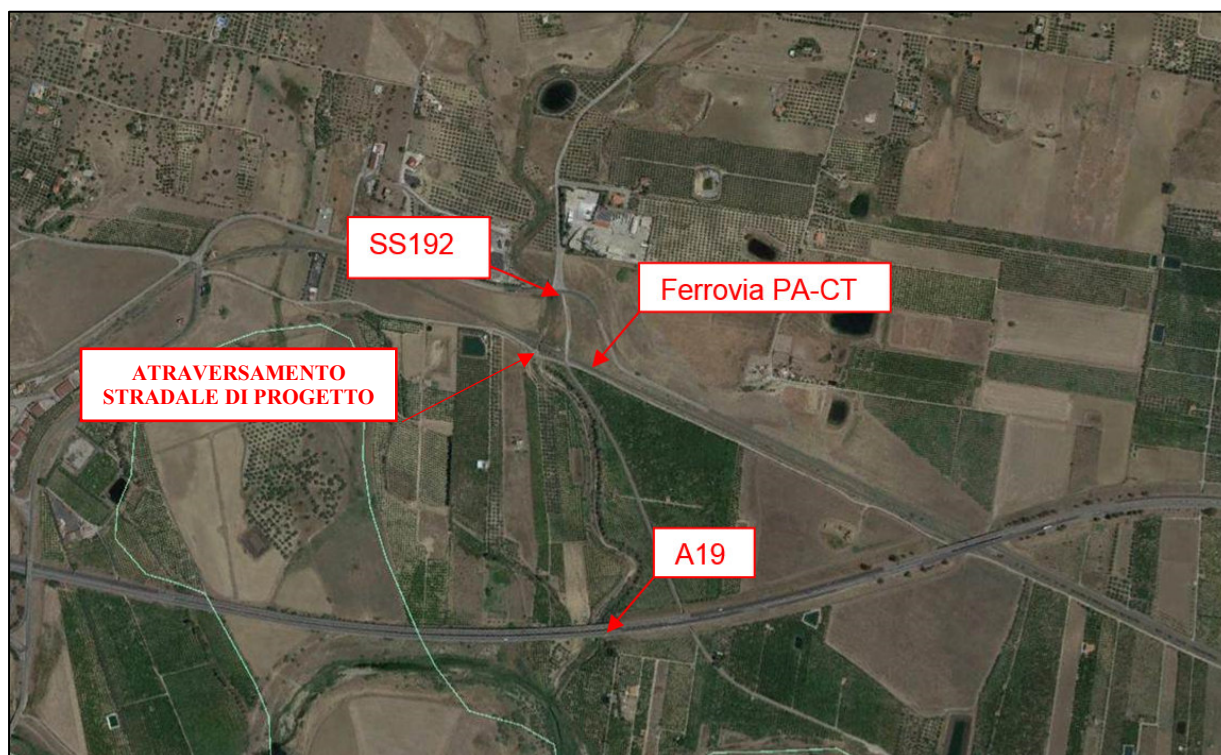 SS192
Ferrovia PA-CT
ATRAVERSAMENTO
STRADALE DI PROGETTO
A19